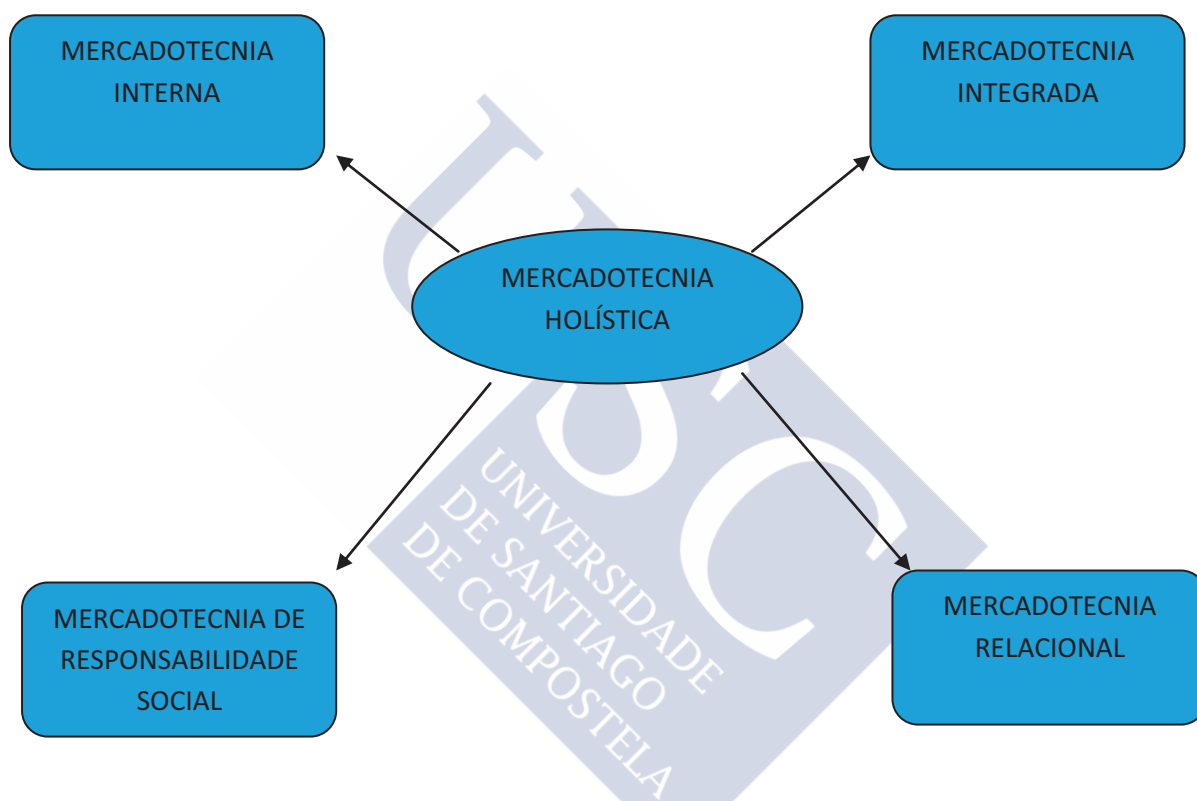 MERCADOTECNIA
INTERNA
MERCADOTECNIA
INTEGRADA
MERCADOTECNIA
HOLÍSTICA
MERCADOTECNIA DE
RESPONSABILIDADE
SOCIAL
MERCADOTECNIA
RELACIONAL
USC
UNIVERSIDADE
DE SANTIAGO
DE COMPOSTELA